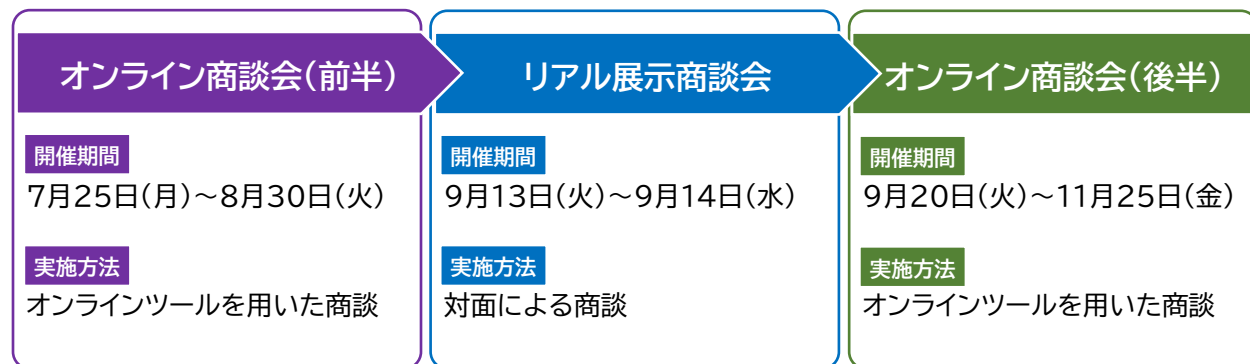 オンライン商談会(前半)
開催期間
7月25日(月)～8月30日(火)
実施方法
オンラインツールを用いた商談
リアル展示商談会
開催期間
9月13日(火)～9月14日(水)
実施方法
対面による商談
オンライン商談会(後半)
開催期間
9月20日(火)～11月25日(金)
実施方法
オンラインツールを用いた商談